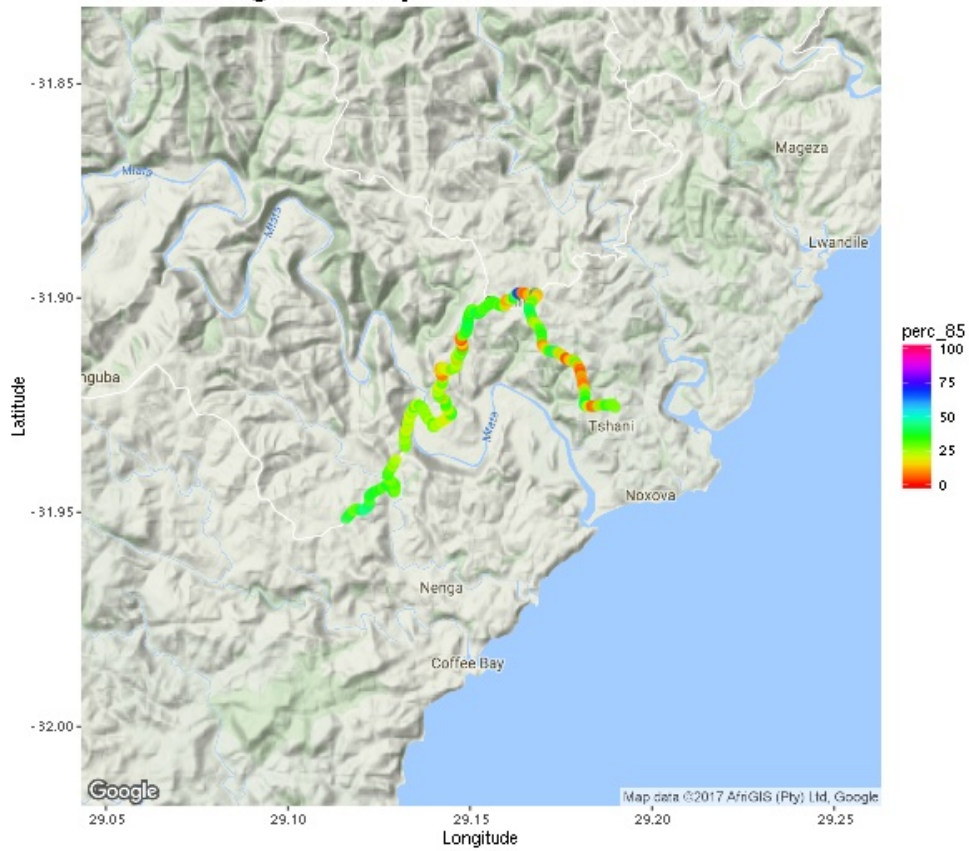 -31.85
Mageza
Mtata
Mtata
Lwandile
-31.90
nguba
Mtata
Tshani
-31.95
Noxova
Nenga
Coffee Bay
-32.00
Google
Map data ©2017 AfriGIS (Pty) Ltd, Google
29.05
29.10
29.15
29.20
29.25
Longitude
Latitude
perc_85
100
75
50
25
0